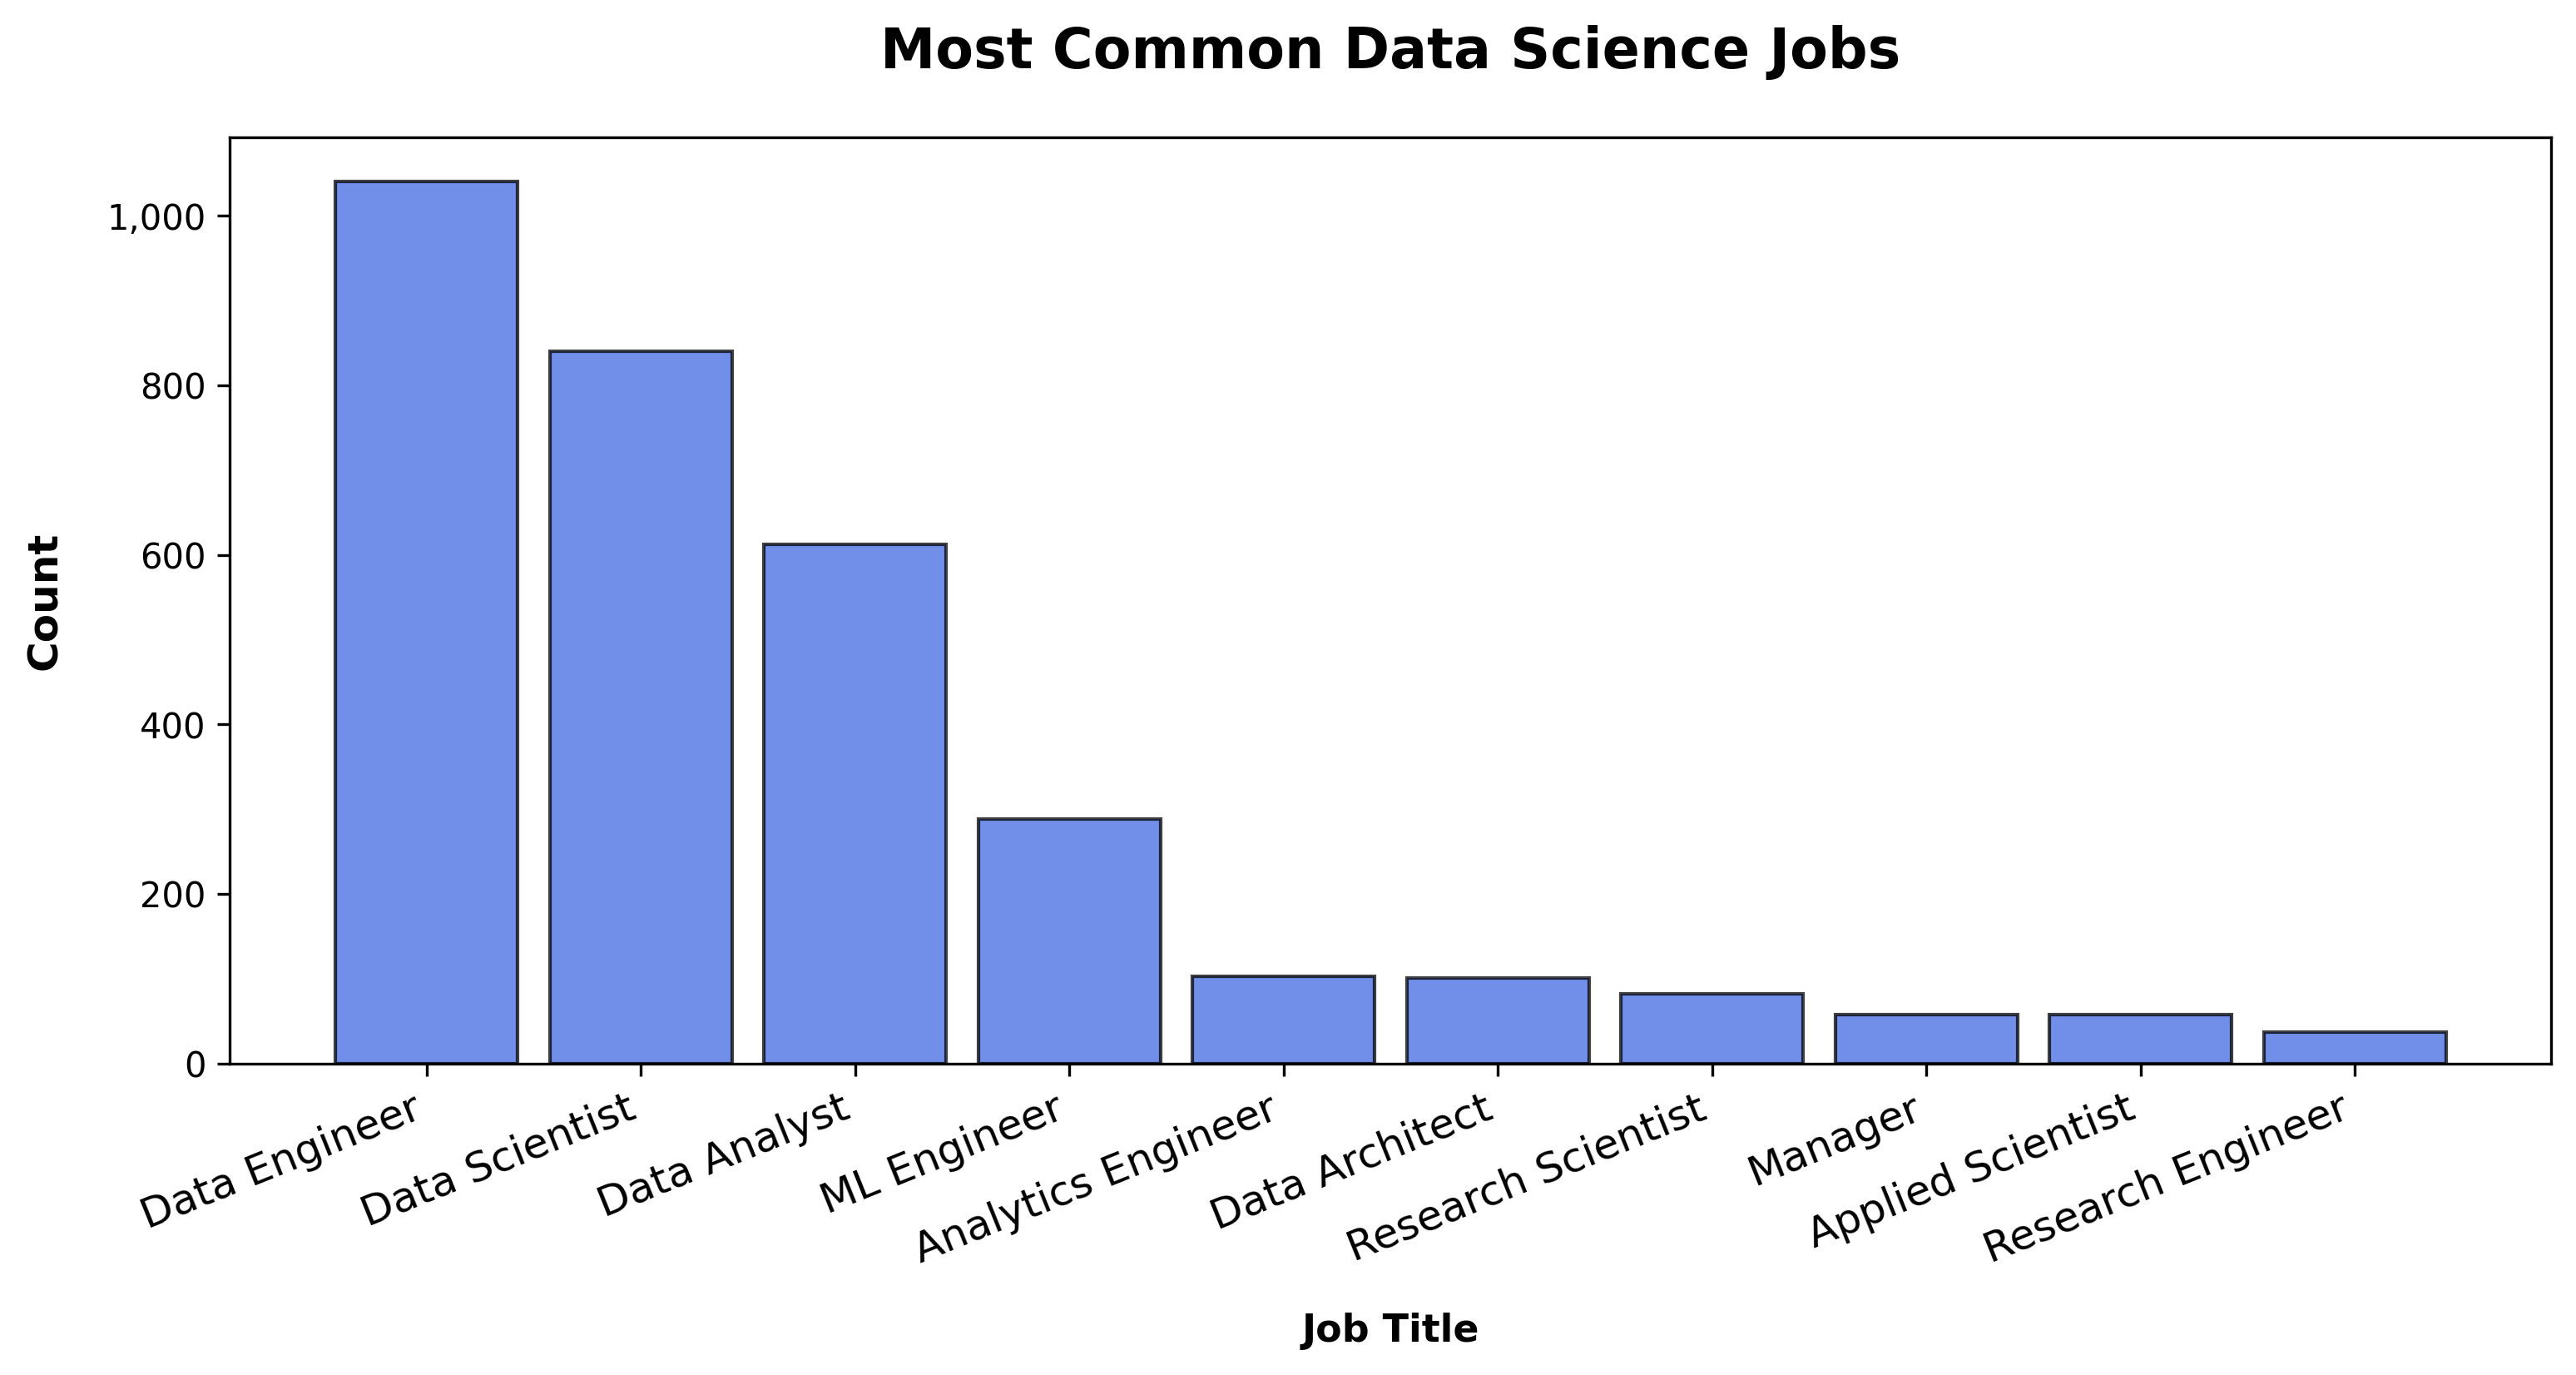 Most Common Data Science Jobs
Count
1,000
800
600
400
200
0
Data Engineer
Data Scientist
Data Analyst
ML Engineer
Analytics Engineer
Data Architect
Research Scientist
Manager
Applied Scientist
Research Engineer
Job Title